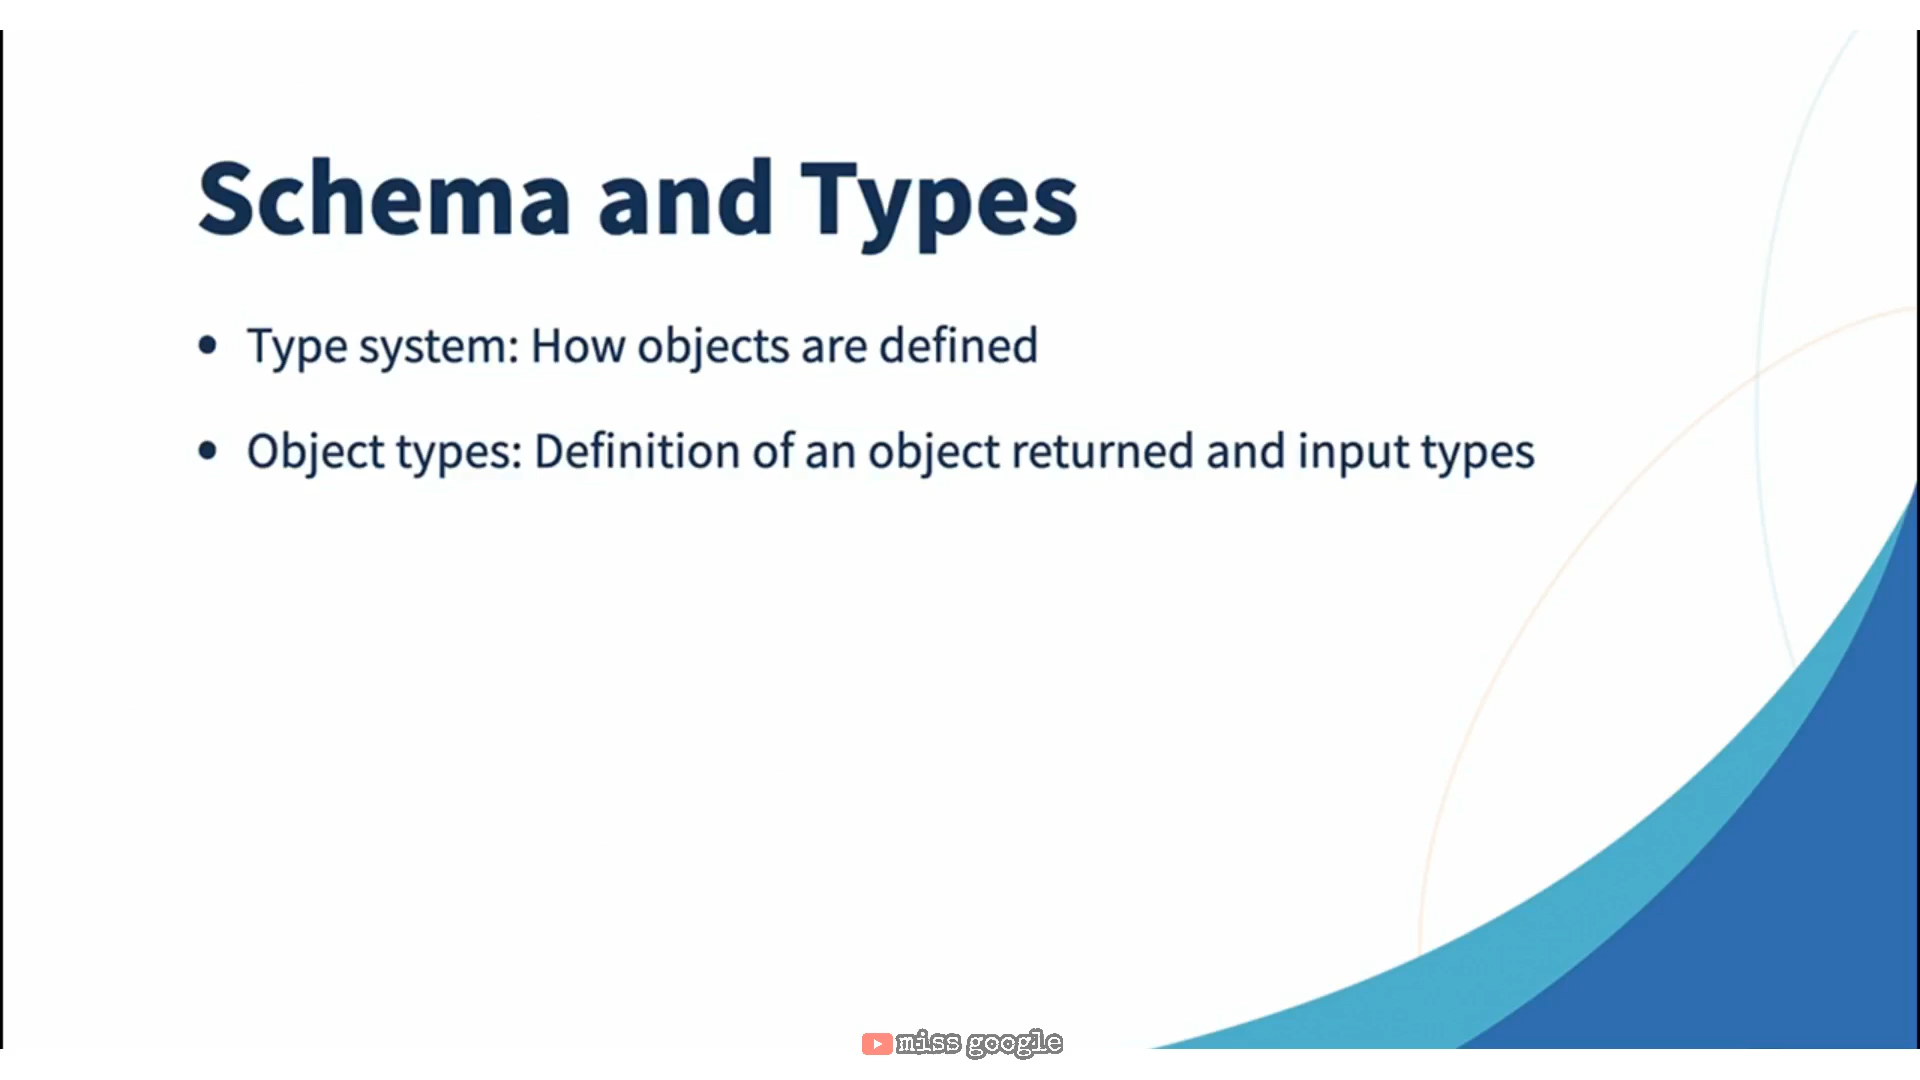 Schema and Types
• Type system: How objects are defined
• Object types: Definition of an object returned and input types
miss google